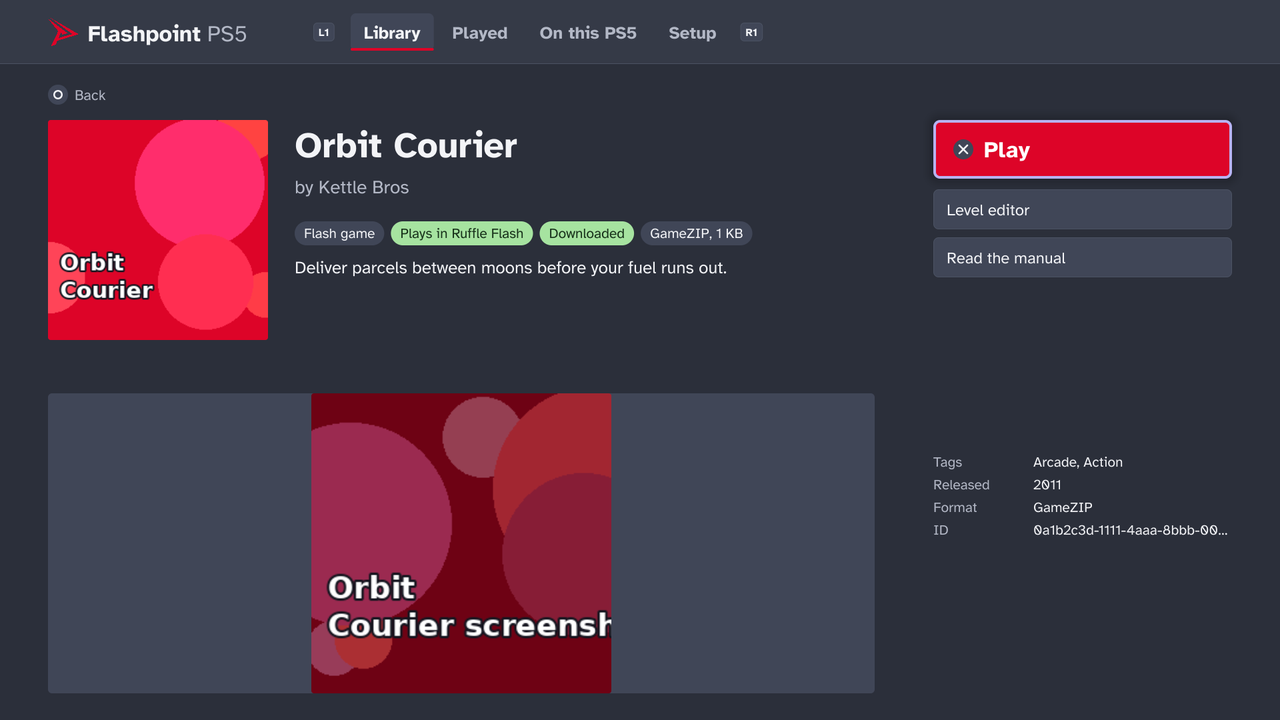 Flashpoint PS5
L1
Library
Played
On this PS5
Setup
R1
Back
Orbit
Courier
Orbit Courier
by Kettle Bros
Flash game
Plays in Ruffle Flash
Downloaded
GameZIP, 1 KB
Deliver parcels between moons before your fuel runs out.
Play
Level editor
Read the manual
Orbit
Courier screensh
Tags Arcade, Action
Released 2011
Format GameZIP
ID 0a1b2c3d-1111-4aaa-8bbb-00...